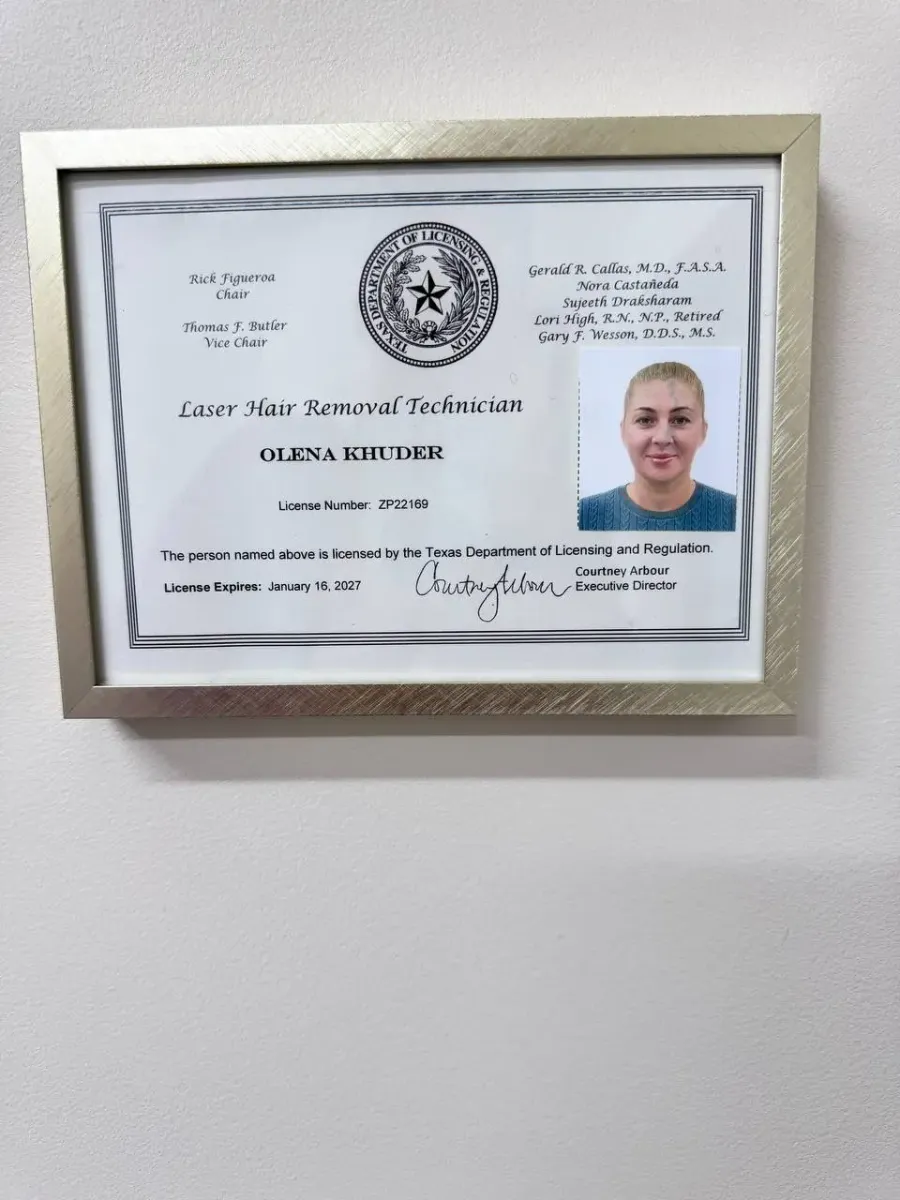 TEXAS DEPARTMENT OF LICENSING & REGULATION
Rick Figueroa
Chair
Thomas F. Butler
Vice Chair
Gerald R. Callas, M.D., F.A.S.A.
Nora Castañeda
Sujeeth Draksharam
Lori High, R.N., N.P., Retired
Gary F. Wesson, D.D.S., M.S.
Laser Hair Removal Technician
OLENA KHUDER
License Number: ZP22169
The person named above is licensed by the Texas Department of Licensing and Regulation.
License Expires: January 16, 2027
Courtney Arbour
Courtney Arbour
Executive Director